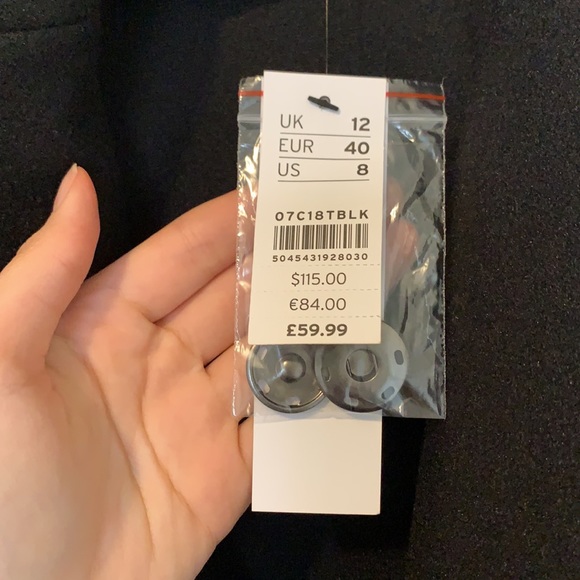 UK 12
EUR 40
US 8
07C18TBLK
5045431928030
$115.00
€84.00
£59.99